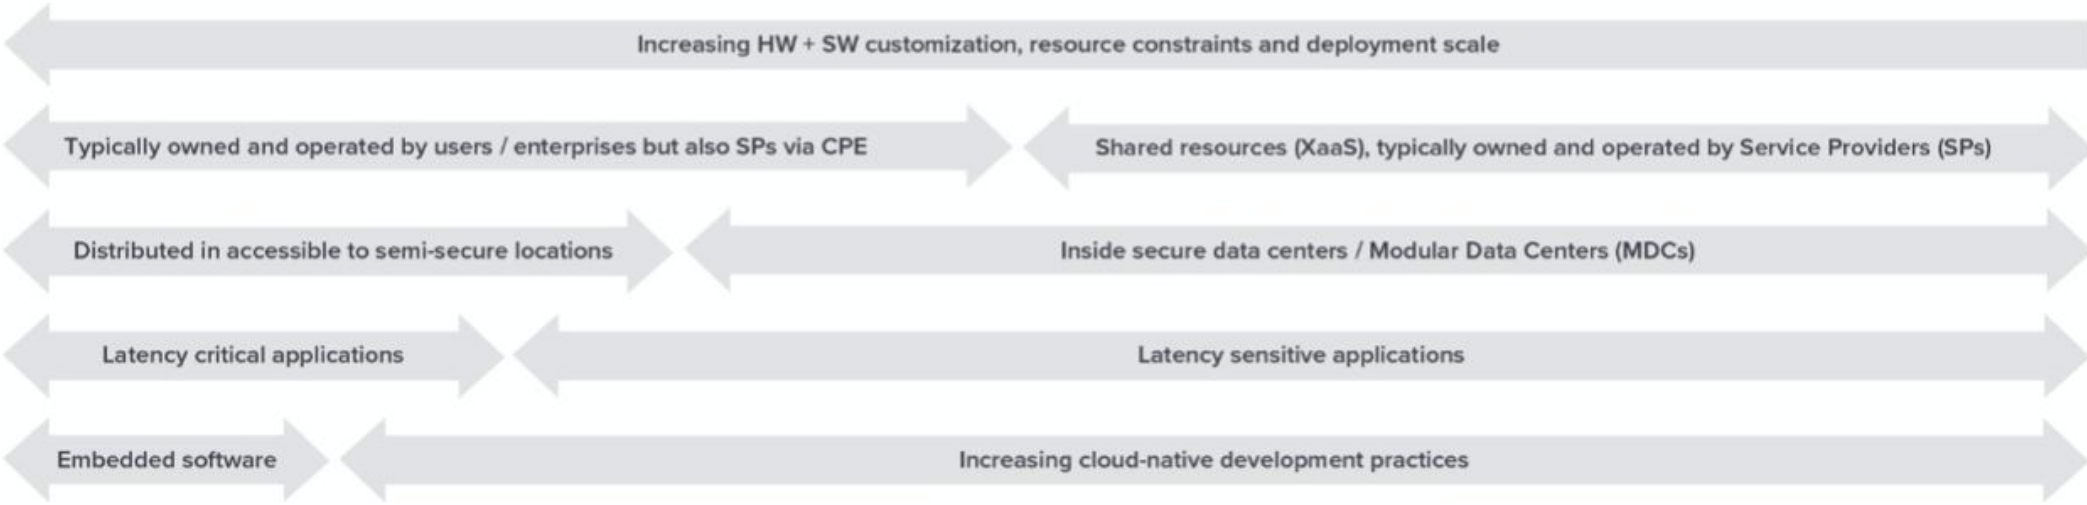 Increasing HW + SW customization, resource constraints and deployment scale
Typically owned and operated by users / enterprises but also SPs via CPE
Shared resources (XaaS), typically owned and operated by Service Providers (SPs)
Distributed in accessible to semi-secure locations
Inside secure data centers / Modular Data Centers (MDCs)
Latency critical applications
Latency sensitive applications
Embedded software
Increasing cloud-native development practices